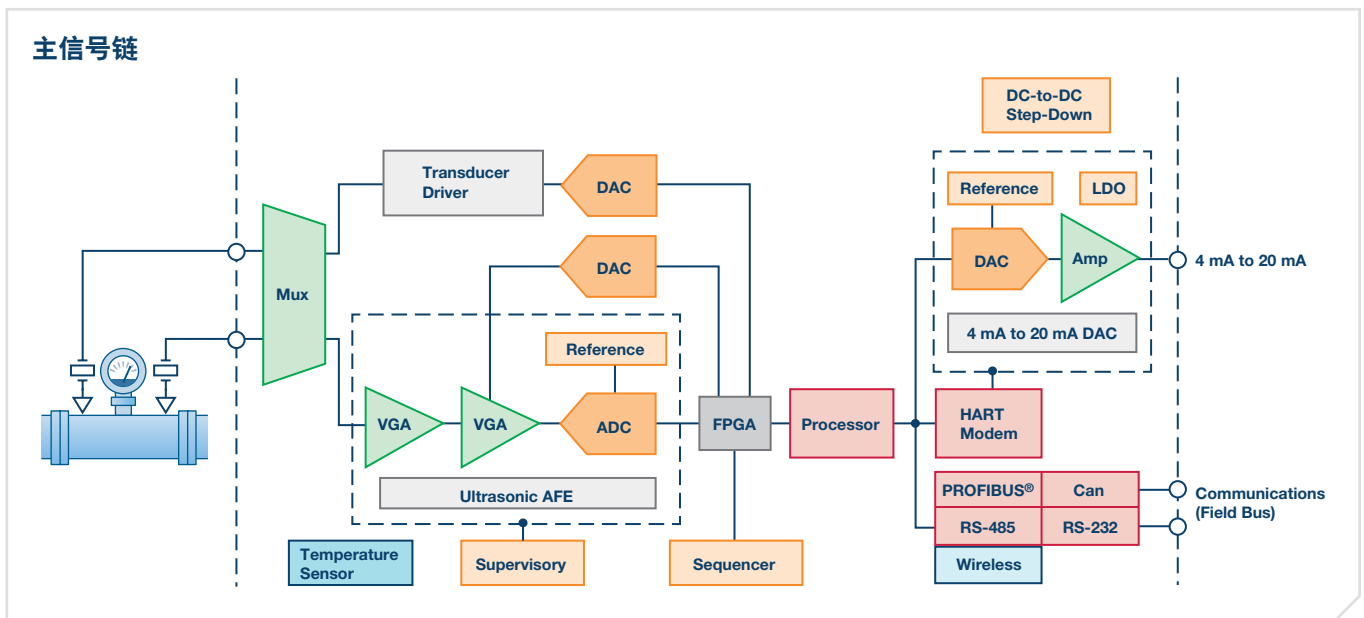 主信号链
DC-to-DC
Step-Down
Transducer
Driver
DAC
Reference
LDO
DAC
Mux
DAC
Amp
4 mA to 20 mA
Reference
4 mA to 20 mA DAC
VGA
VGA
ADC
FPGA
Processor
HART
Modem
Ultrasonic AFE
PROFIBUS®
Can
Communications
(Field Bus)
RS-485
RS-232
Temperature
Sensor
Supervisory
Sequencer
Wireless